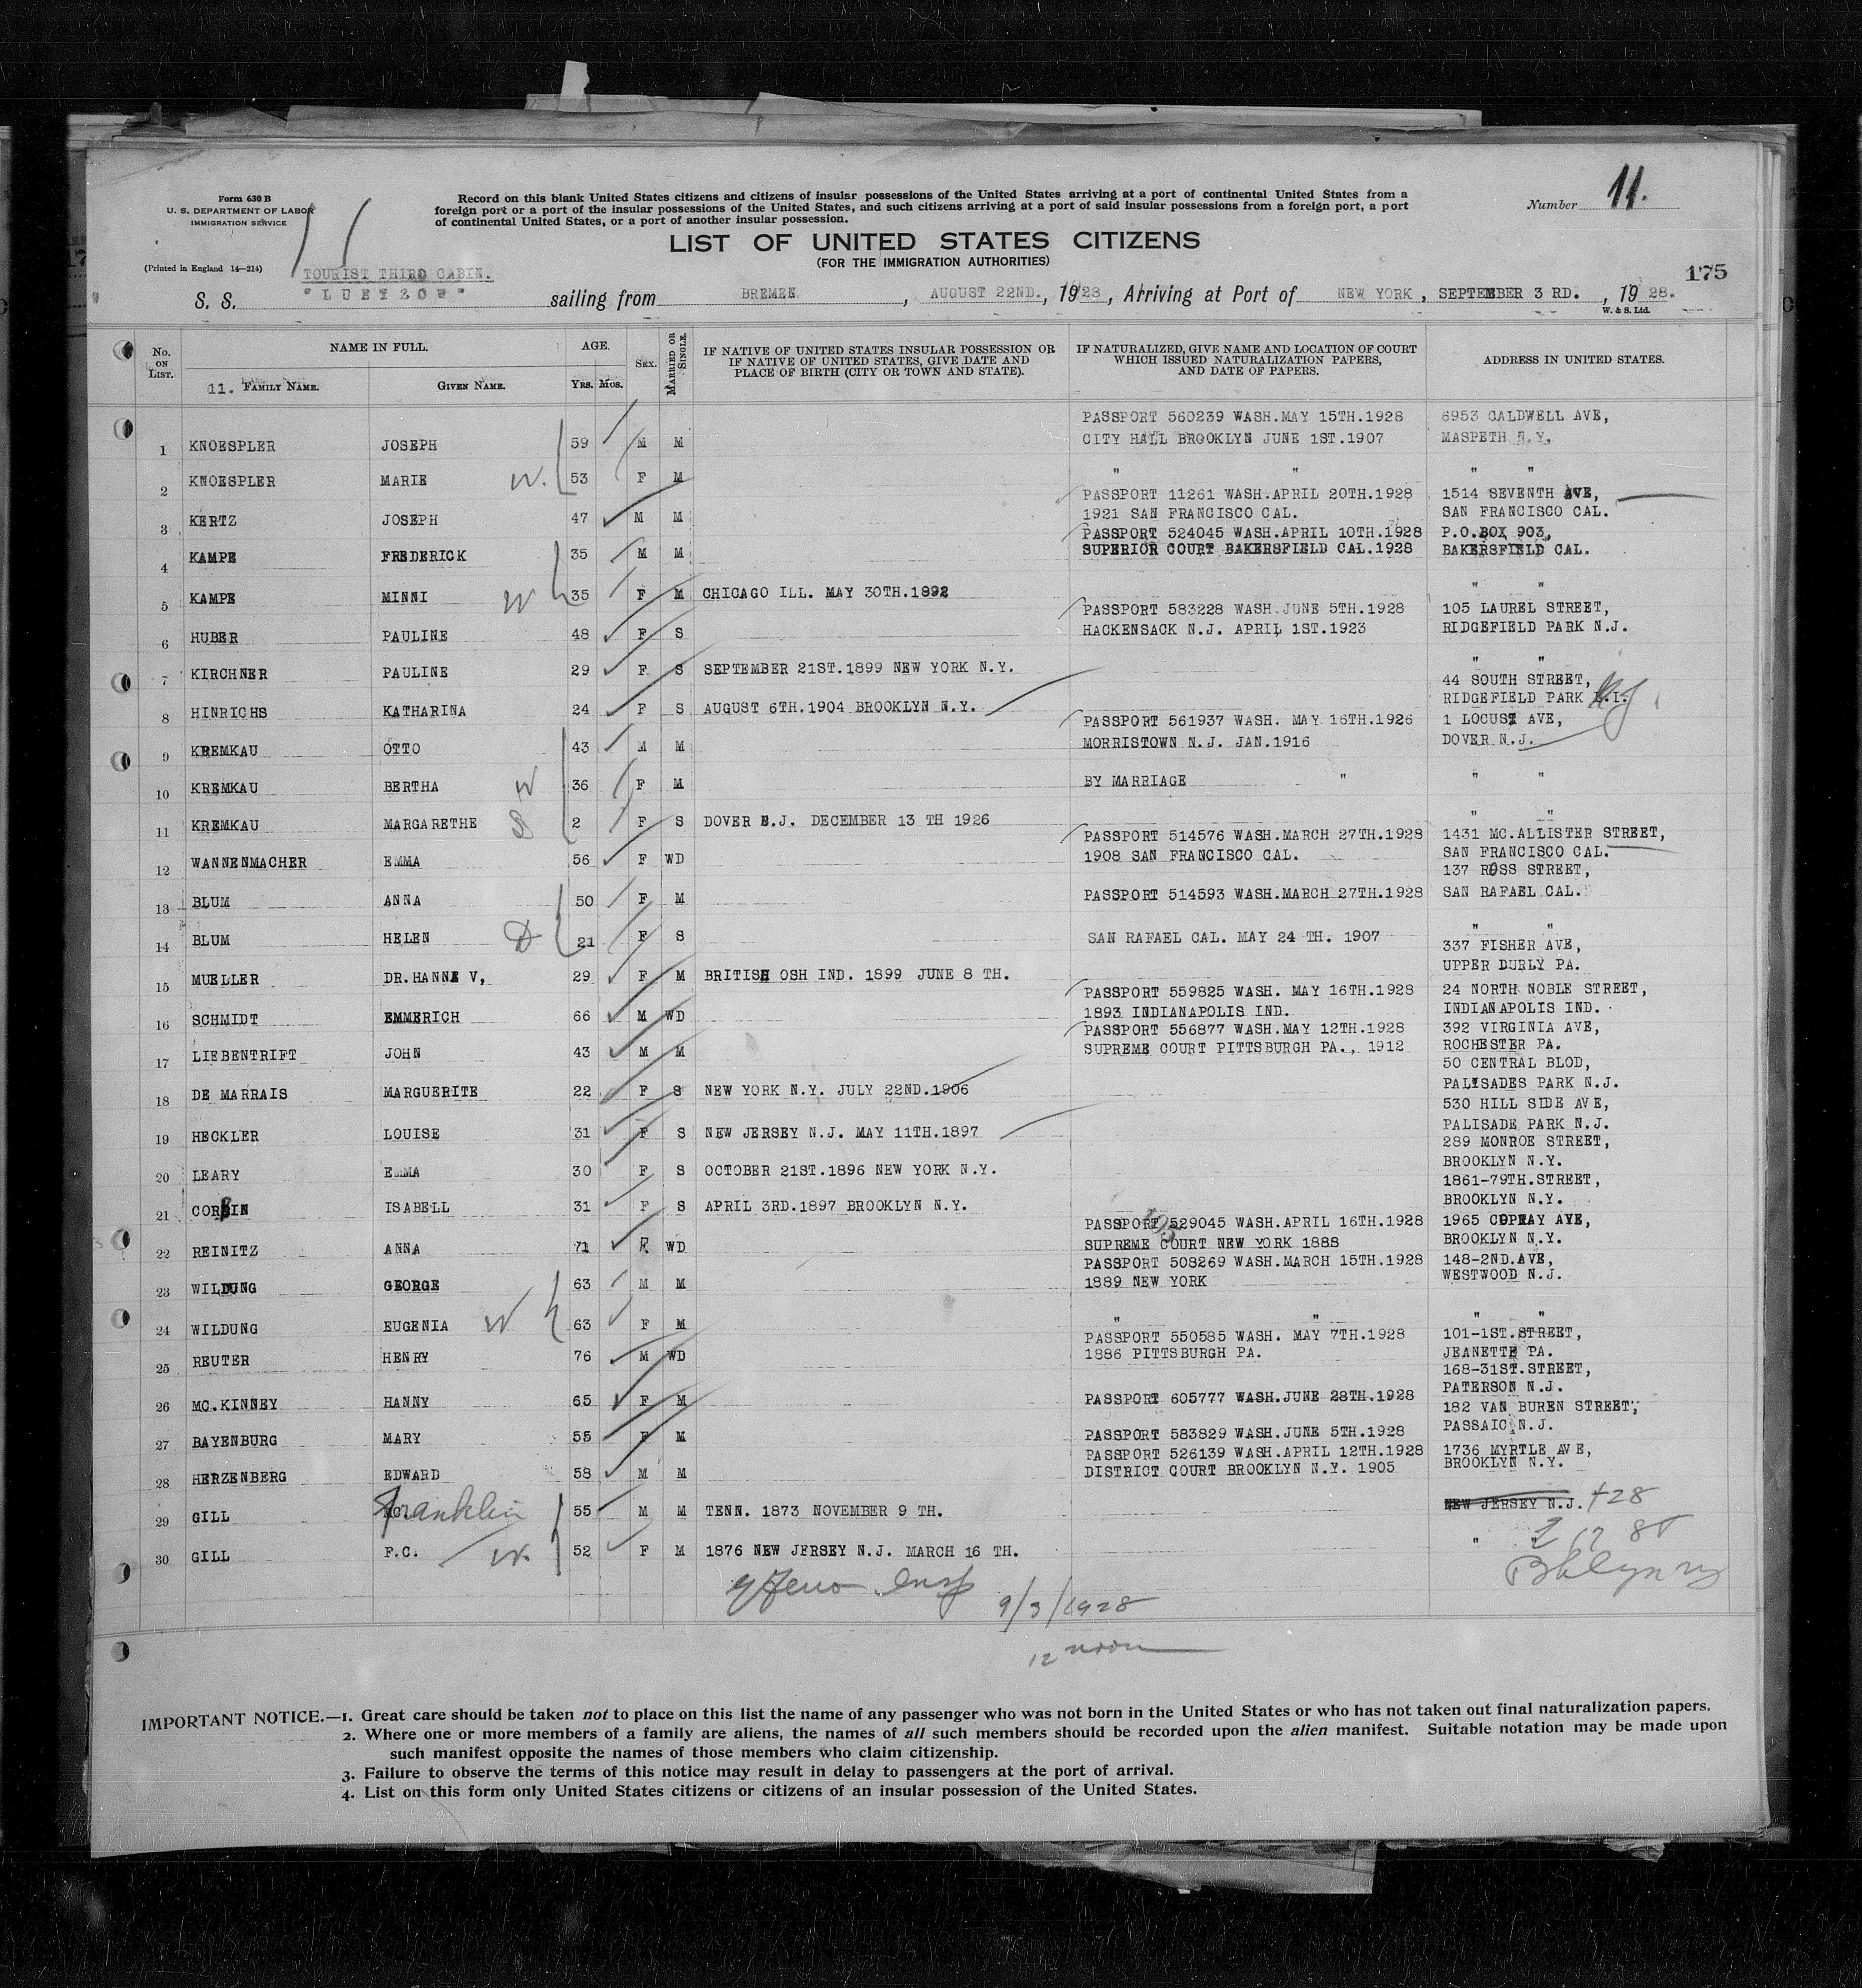 Form 630 B
U. S. DEPARTMENT OF LABOR
IMMIGRATION SERVICE
(Printed in England 14—214)
Record on this blank United States citizens and citizens of insular possessions of the United States arriving at a port of continental United States from a
foreign port or a port of the insular possessions of the United States, and such citizens arriving at a port of said insular possessions from a foreign port, a port
of continental United States, or a port of another insular possession.
Number 11.
LIST OF UNITED STATES CITIZENS
(FOR THE IMMIGRATION AUTHORITIES)
175
TOURIST THIRD CABIN.
S. S. "LUETZOW" sailing from BREMEN, AUGUST 22ND., 1928, Arriving at Port of NEW YORK, SEPTEMBER 3 RD., 1928.
W. & S. Ltd.
No. ON LIST. NAME IN FULL. AGE. SEX. MARRIED OR SINGLE. IF NATIVE OF UNITED STATES INSULAR POSSESSION OR IF NATIVE OF UNITED STATES, GIVE DATE AND PLACE OF BIRTH (CITY OR TOWN AND STATE). IF NATURALIZED, GIVE NAME AND LOCATION OF COURT WHICH ISSUED NATURALIZATION PAPERS, AND DATE OF PAPERS. ADDRESS IN UNITED STATES.
11. FAMILY NAME. GIVEN NAME. YRS. MOS.
PASSPORT 560239 WASH.MAY 15TH.1928 6953 CALDWELL AVE,
1 KNOESPLER JOSEPH 59 M M CITY HALL BROOKLYN JUNE 1ST.1907 MASPETH N.Y.
2 KNOESPLER MARIE W. 53 F M " " " "
PASSPORT 11261 WASH.APRIL 20TH.1928 1514 SEVENTH AVE,
3 KERTZ JOSEPH 47 M M 1921 SAN FRANCISCO CAL. SAN FRANCISCO CAL.
PASSPORT 524045 WASH.APRIL 10TH.1928 P.O.BOX 903,
4 KAMPE FREDERICK 35 M M SUPERIOR COURT BAKERSFIELD CAL.1928 BAKERSFIELD CAL.
5 KAMPE MINNI W 35 F M CHICAGO ILL. MAY 30TH.1892 " "
PASSPORT 583228 WASH.JUNE 5TH.1928 105 LAUREL STREET,
6 HUBER PAULINE 48 F S HACKENSACK N.J. APRIL 1ST.1923 RIDGEFIELD PARK N.J.
7 KIRCHNER PAULINE 29 F S SEPTEMBER 21ST.1899 NEW YORK N.Y. " "
44 SOUTH STREET,
8 HINRICHS KATHARINA 24 F S AUGUST 6TH.1904 BROOKLYN N.Y. RIDGEFIELD PARK NJ
PASSPORT 561937 WASH. MAY 16TH.1926 1 LOCUST AVE,
9 KREMKAU OTTO 43 M M MORRISTOWN N.J. JAN.1916 DOVER N.J.
10 KREMKAU BERTHA W 36 F M BY MARRIAGE " " "
11 KREMKAU MARGARETHE 2 F S DOVER N.J. DECEMBER 13 TH 1926 " "
PASSPORT 514576 WASH.MARCH 27TH.1928 1431 MC.ALLISTER STREET,
12 WANNENMACHER EMMA 56 F WD 1908 SAN FRANCISCO CAL. SAN FRANCISCO CAL.
137 ROSS STREET,
13 BLUM ANNA 50 F M PASSPORT 514593 WASH.MARCH 27TH.1928 SAN RAFAEL CAL.
14 BLUM HELEN D 21 F S SAN RAFAEL CAL. MAY 24 TH. 1907 " "
337 FISHER AVE,
15 MUELLER DR.HANNE V, 29 F M BRITISH OSH IND. 1899 JUNE 8 TH. UPPER DURLY PA.
PASSPORT 559825 WASH. MAY 16TH.1928 24 NORTH NOBLE STREET,
16 SCHMIDT EMMERICH 66 M WD 1893 INDIANAPOLIS IND. INDIANAPOLIS IND.
PASSPORT 556877 WASH.MAY 12TH.1928 392 VIRGINIA AVE,
17 LIEBENTRIFT JOHN 43 M M SUPREME COURT PITTSBURGH PA., 1912 ROCHESTER PA.
50 CENTRAL BLOD,
18 DE MARRAIS MARGUERITE 22 F S NEW YORK N.Y. JULY 22ND.1906 PALISADES PARK N.J.
530 HILL SIDE AVE,
19 HECKLER LOUISE 31 F S NEW JERSEY N.J. MAY 11TH.1897 PALISADE PARK N.J.
289 MONROE STREET,
20 LEARY EMMA 30 F S OCTOBER 21ST.1896 NEW YORK N.Y. BROOKLYN N.Y.
1861-79TH.STREET,
21 CORBIN ISABELL 31 F S APRIL 3RD.1897 BROOKLYN N.Y. BROOKLYN N.Y.
PASSPORT 529045 WASH.APRIL 16TH.1928 1965 AVE,
22 REINITZ ANNA 71 F WD SUPREME COURT NEW YORK 1888 BROOKLYN N.Y.
PASSPORT 508269 WASH.MARCH 15TH.1928 148-2ND.AVE,
23 WILDUNG GEORGE 63 M M 1889 NEW YORK WESTWOOD N.J.
24 WILDUNG EUGENIA W 63 F M " " " "
PASSPORT 550585 WASH. MAY 7TH.1928 101-1ST.STREET,
25 REUTER HENRY 76 M WD 1886 PITTSBURGH PA. JEANETTE PA.
168-31ST.STREET,
26 MC.KINNEY HANNY 65 F M PASSPORT 605777 WASH.JUNE 28TH.1928 PATERSON N.J.
182 VAN BUREN STREET,
27 BAYENBURG MARY 55 F M PASSPORT 583829 WASH.JUNE 5TH.1928 PASSAIC N.J.
PASSPORT 526139 WASH.APRIL 12TH.1928 1736 MYRTLE AVE,
28 HERZENBERG EDWARD 58 M M DISTRICT COURT BROOKLYN N.Y. 1905 BROOKLYN N.Y.
29 GILL Franklin 55 M M TENN. 1873 NOVEMBER 9 TH. NEW JERSEY N.J. 728
30 GILL F.C. W. 52 F M 1876 NEW JERSEY N.J. MARCH 16 TH. "
Bklyn ny
Insp 9/3/1928
12 noon
IMPORTANT NOTICE.—1. Great care should be taken not to place on this list the name of any passenger who was not born in the United States or who has not taken out final naturalization papers.
2. Where one or more members of a family are aliens, the names of all such members should be recorded upon the alien manifest. Suitable notation may be made upon
such manifest opposite the names of those members who claim citizenship.
3. Failure to observe the terms of this notice may result in delay to passengers at the port of arrival.
4. List on this form only United States citizens or citizens of an insular possession of the United States.